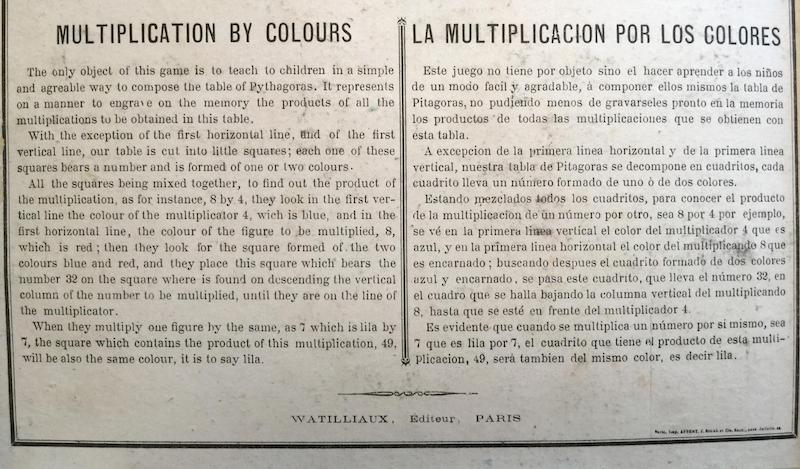 MULTIPLICATION BY COLOURS
The only object of this game is to teach to children in a simple
and agreable way to compose the table of Pythagoras. It represents
on a manner to engrave on the memory the products of all the
multiplications to be obtained in this table.
With the exception of the first horizontal line, and of the first
vertical line, our table is cut into little squares; each one of these
squares bears a number and is formed of one or two colours.
All the squares being mixed together, to find out the product of
the multiplication, as for instance, 8 by 4, they look in the first ver-
tical line the colour of the multiplicator 4, wich is blue, and in the
first horizontal line, the colour of the figure to be multiplied, 8,
which is red; then they look for the square formed of the two
colours blue and red, and they place this square which bears the
number 32 on the square where is found on descending the vertical
column of the number to be multiplied, until they are on the line of
the multiplicator.
When they multiply one figure by the same, as 7 which is lila by
7, the square which contains the product of this multiplication, 49,
will be also the same colour, it is to say lila.
LA MULTIPLICACION POR LOS COLORES
Este juego no tiene por objeto sino el hacer aprender a los niños
de un modo facil y agradable, à componer ellos mismos la tabla de
Pitagoras, no pudiendo menos de gravarseles pronto en la memoria
los productos de todas las multiplicaciones que se obtienen con
esta tabla.
A excepcion de la primera linea horizontal y de la primera linea
vertical, nuestra tabla de Pitagoras se decompone en cuadritos, cada
cuadrito lleva un número formado de uno ò de dos colores.
Estando mezclados todos los cuadritos, para conocer el producto
de la multiplicacion de un número por otro, sea 8 por 4 por ejemplo,
se vé en la primera linea vertical el color del multiplicador 4 que es
azul, y en la primera linea horizontal el color del multiplicando 8 que
es encarnado; buscando despues el cuadrito formado de dos colores
azul y encarnado, se pasa este cuadrito, que lleva el número 32, en
el cuadro que se halla bajando la columna vertical del multiplicando
8, hasta que se esté en frente del multiplicador 4.
Es evidente que cuando se multiplica un número por si mismo, sea
7 que es lila por 7, el cuadrito que tiene el producto de esta multi-
plicacion, 49, será tambien del mismo color, es decir lila.
WATILLIAUX, Éditeur, PARIS